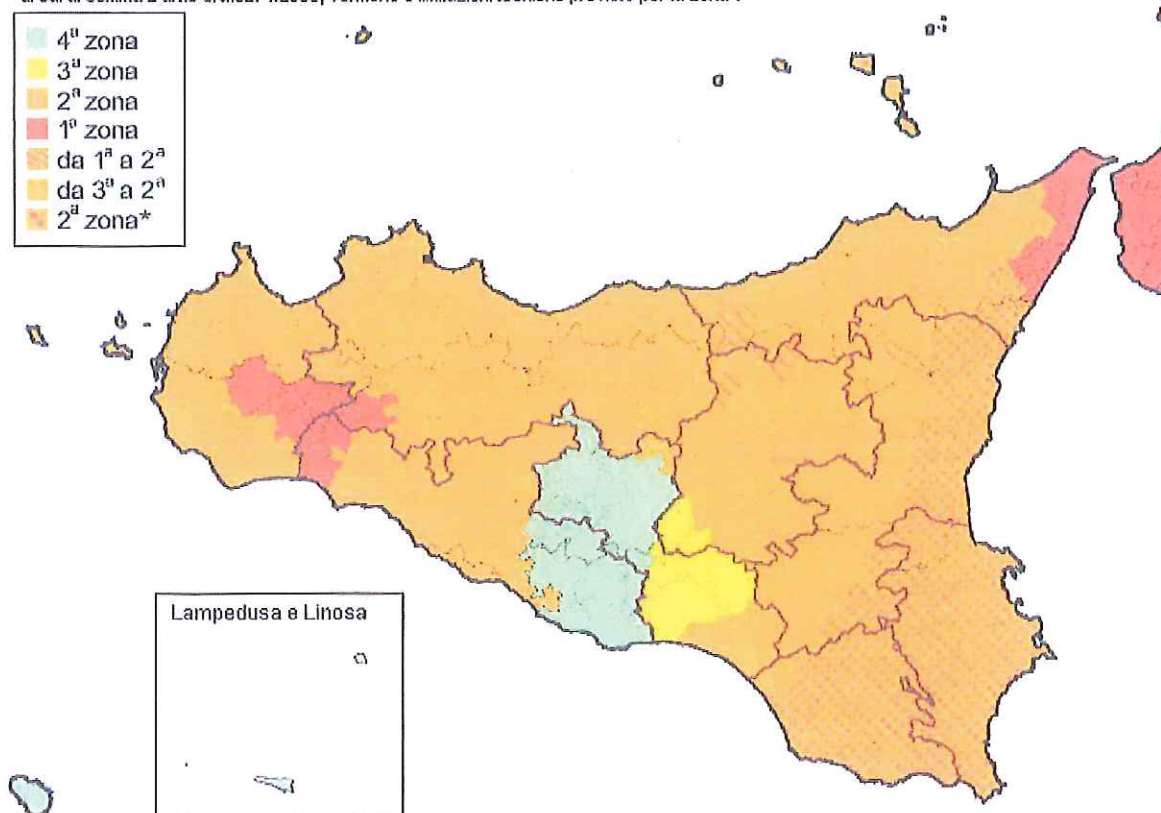 4ª zona
3ª zona
2ª zona
1ª zona
da 1ª a 2ª
da 3ª a 2ª
2ª zona*
Lampedusa e Linosa